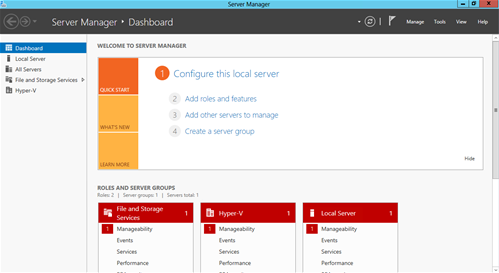 Server Manager
Server Manager • Dashboard
Manage Tools View Help
Dashboard
Local Server
All Servers
File and Storage Services
Hyper-V
WELCOME TO SERVER MANAGER
QUICK START
WHAT'S NEW
LEARN MORE
1 Configure this local server
2 Add roles and features
3 Add other servers to manage
4 Create a server group
Hide
ROLES AND SERVER GROUPS
Roles: 2 | Server groups: 1 | Servers total: 1
File and Storage Services 1
1 Manageability
Events
Services
Performance
Hyper-V 1
1 Manageability
Events
Services
Performance
Local Server 1
1 Manageability
Events
Services
Performance